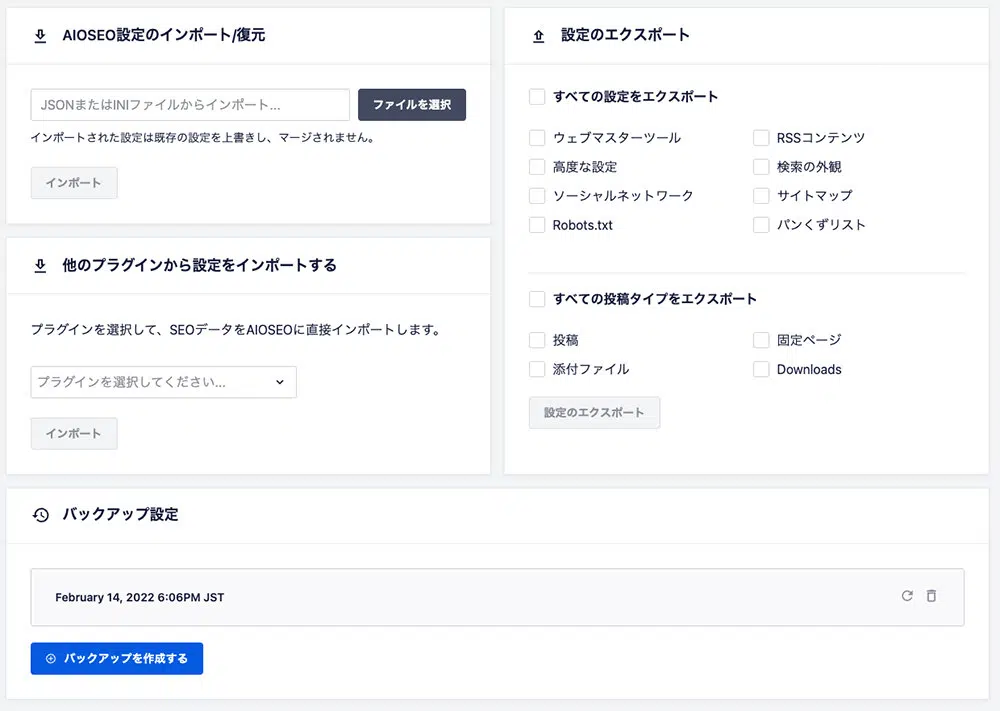 AIOSEO設定のインポート/復元
JSONまたはINIファイルからインポート...
ファイルを選択
インポートされた設定は既存の設定を上書きし、マージされません。
インポート
他のプラグインから設定をインポートする
プラグインを選択して、SEOデータをAIOSEOに直接インポートします。
プラグインを選択してください...
インポート
設定のエクスポート
すべての設定をエクスポート
ウェブマスターツール
RSSコンテンツ
高度な設定
検索の外観
ソーシャルネットワーク
サイトマップ
Robots.txt
パンくずリスト
すべての投稿タイプをエクスポート
投稿
固定ページ
添付ファイル
Downloads
設定のエクスポート
バックアップ設定
February 14, 2022 6:06PM JST
バックアップを作成する